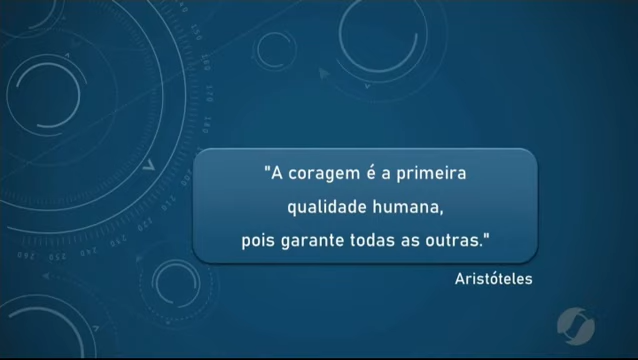 "A coragem é a primeira
qualidade humana,
pois garante todas as outras."
Aristóteles